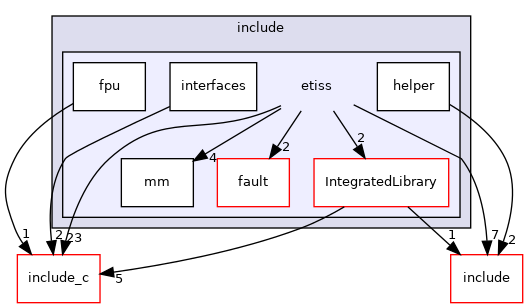 include
fpu
interfaces
etiss
helper
2
2
4
mm
fault
IntegratedLibrary
1
2
23
1
7
2
include_c
5
include